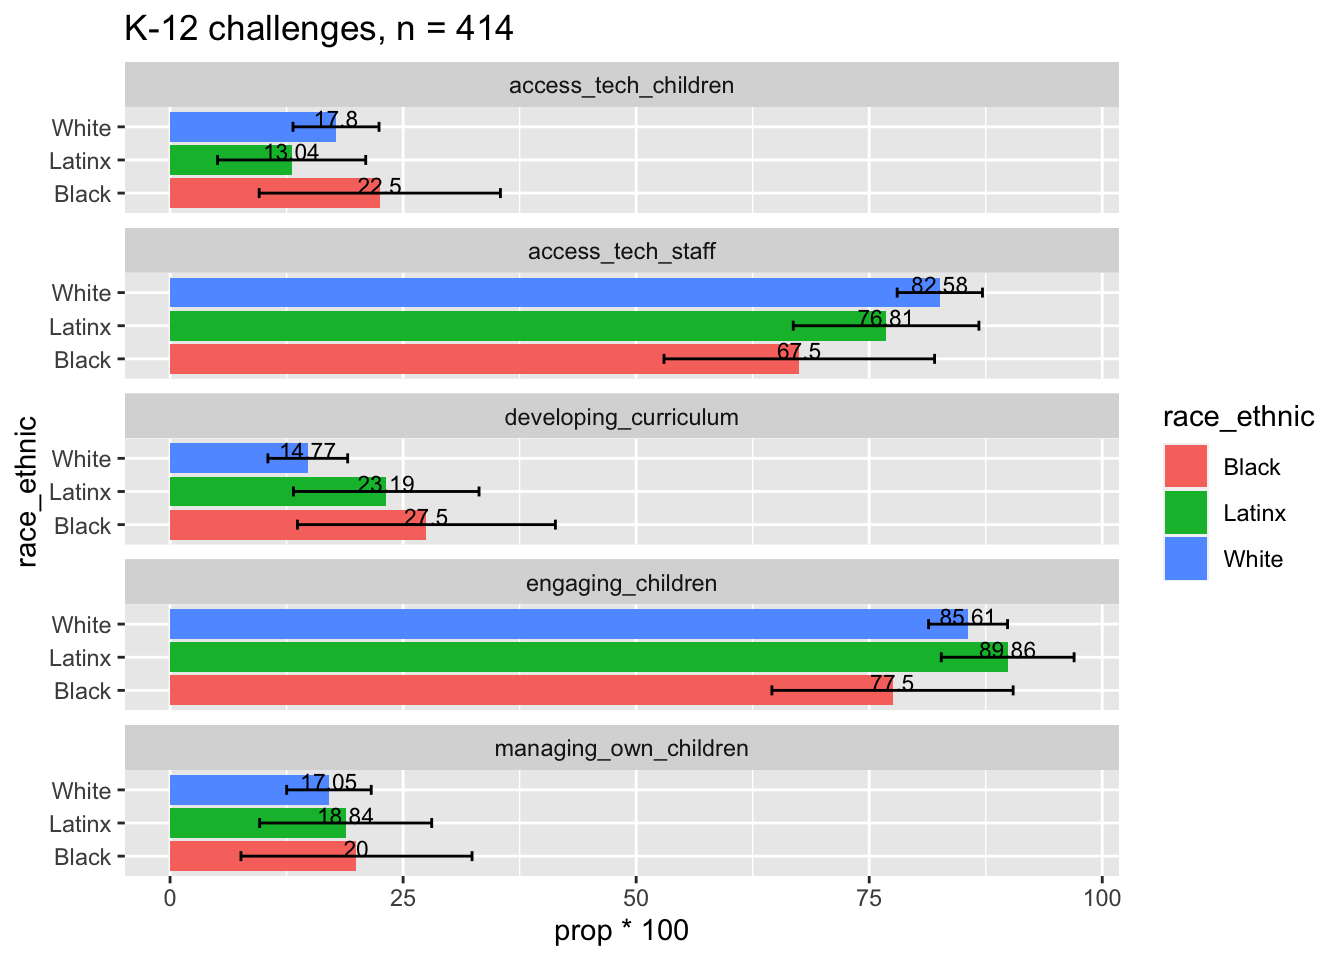 K-12 challenges, n = 414
access_tech_children
White 17.8
Latinx 13.04
Black 22.5
access_tech_staff
White 82.58
Latinx 76.81
Black 67.5
developing_curriculum
White 14.77
Latinx 23.19
Black 27.5
engaging_children
White 85.61
Latinx 89.86
Black 77.5
managing_own_children
White 17.05
Latinx 18.84
Black 20
0 25 50 75 100
prop * 100
race_ethnic
race_ethnic
Black
Latinx
White